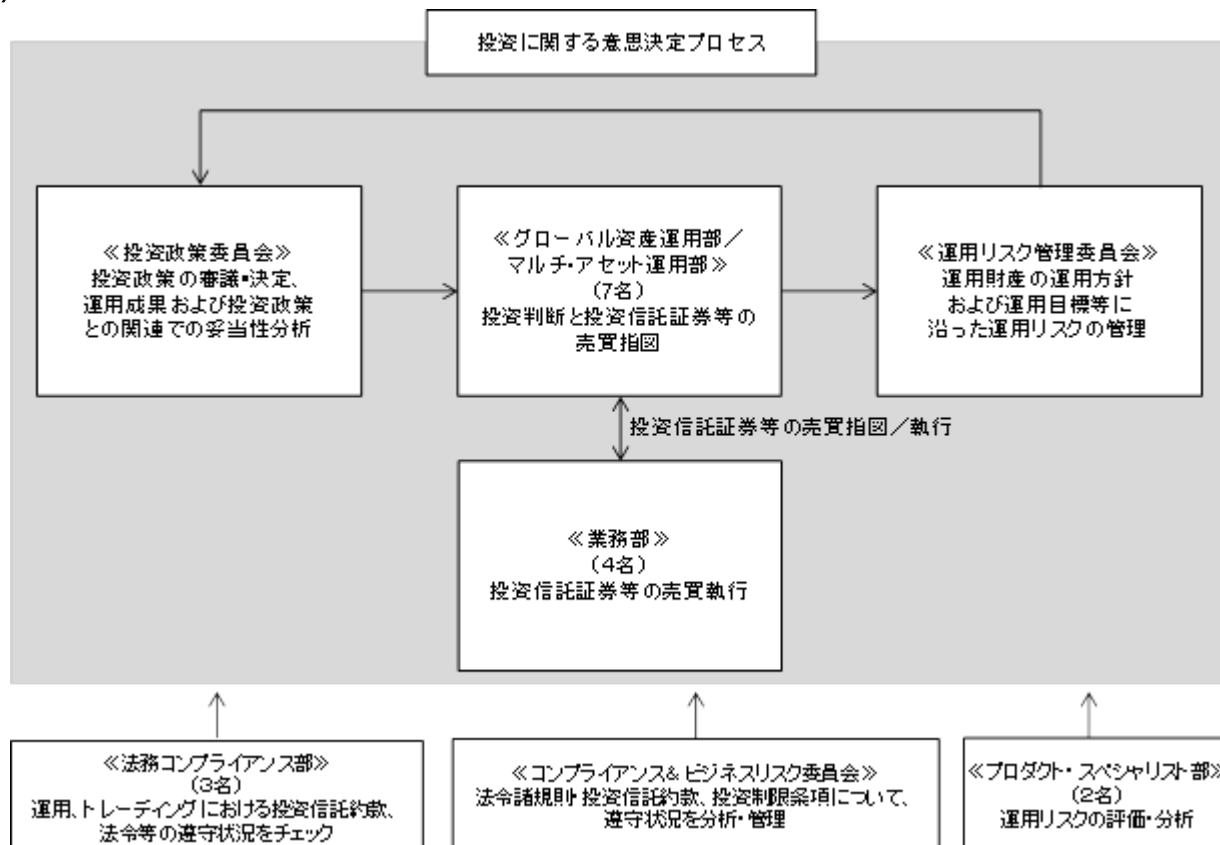 )
投資に関する意思決定プロセス
≪投資政策委員会≫
投資政策の審議・決定、
運用成果および投資政策
との関連での妥当性分析
≪グローバル資産運用部／
マルチ・アセット運用部≫
(7名)
投資判断と投資信託証券等の
売買指図
≪運用リスク管理委員会≫
運用財産の運用方針
および運用目標等に
沿った運用リスクの管理
投資信託証券等の売買指図／執行
≪業務部≫
(4名)
投資信託証券等の売買執行
≪法務コンプライアンス部≫
(3名)
運用、トレーディングにおける投資信託約款、
法令等の遵守状況をチェック
≪コンプライアンス& ビジネスリスク委員会≫
法令諸規則・投資信託約款、投資制限条項について、
遵守状況を分析・管理
≪プロダクト・スペシャリスト部≫
(2名)
運用リスクの評価・分析